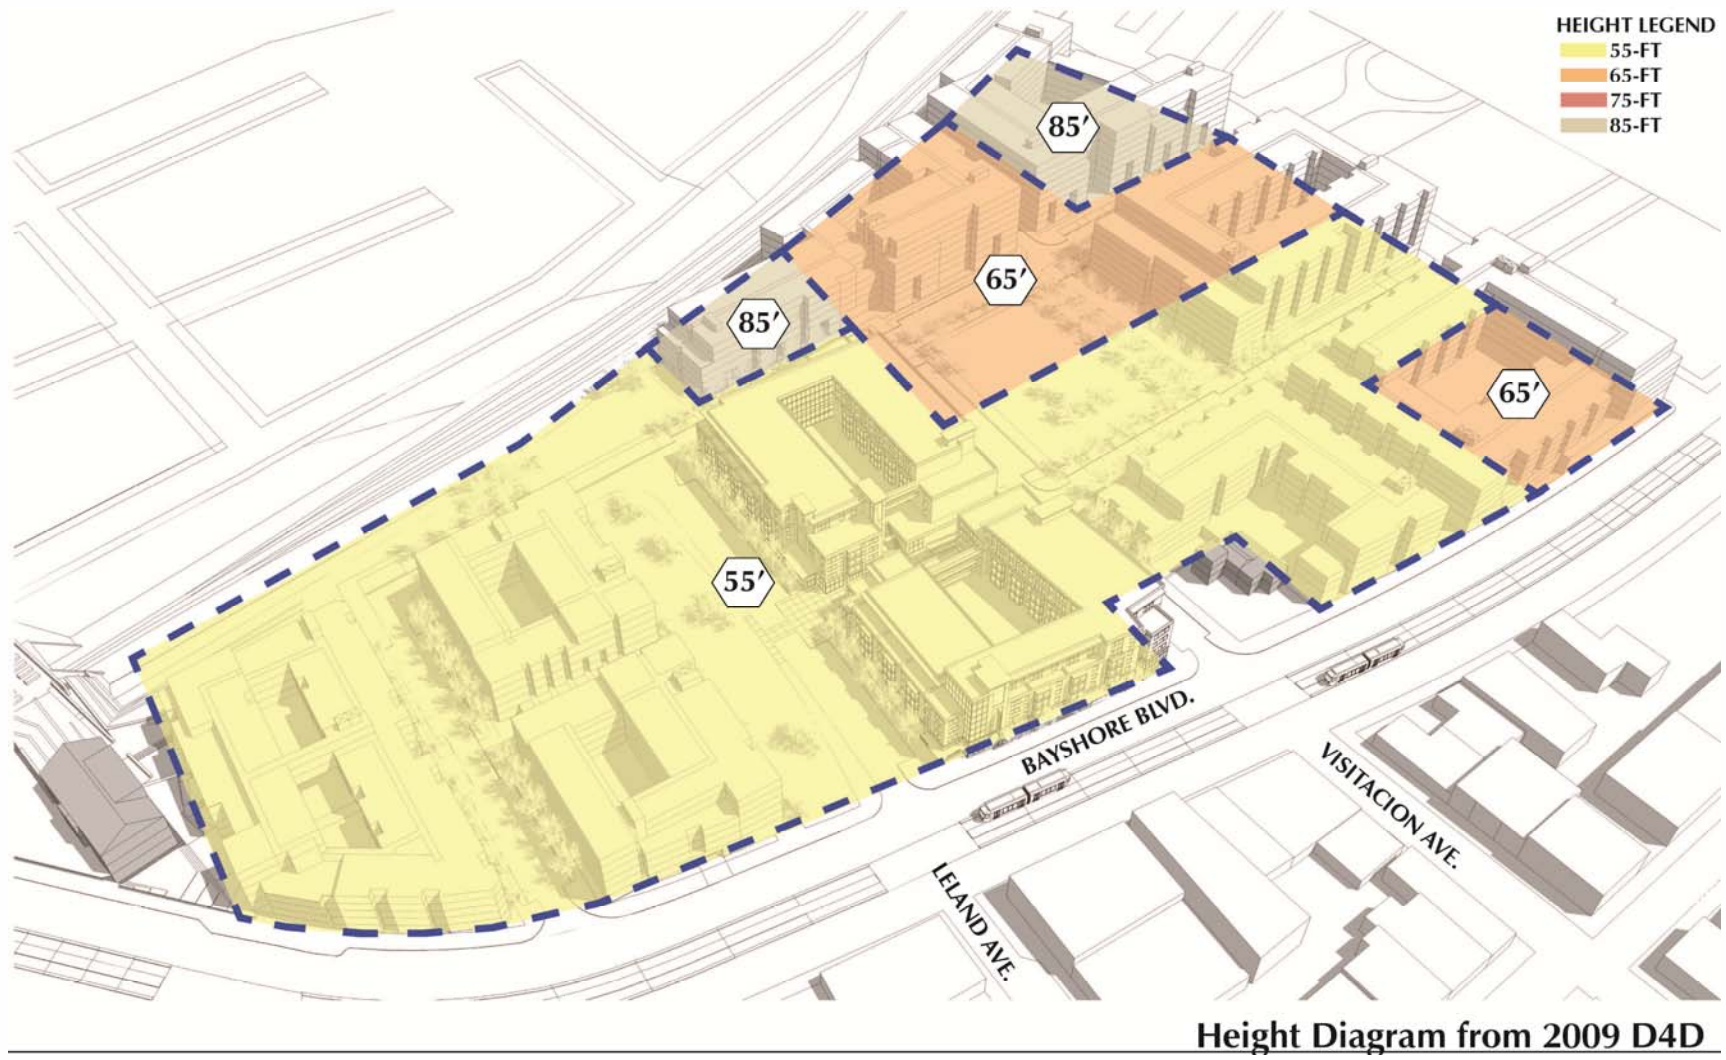 HEIGHT LEGEND
55-FT
65-FT
75-FT
85-FT
85′
65′
85′
65′
55′
BAYSHORE BLVD.
VISITACION AVE.
LELAND AVE.
Height Diagram from 2009 D4D